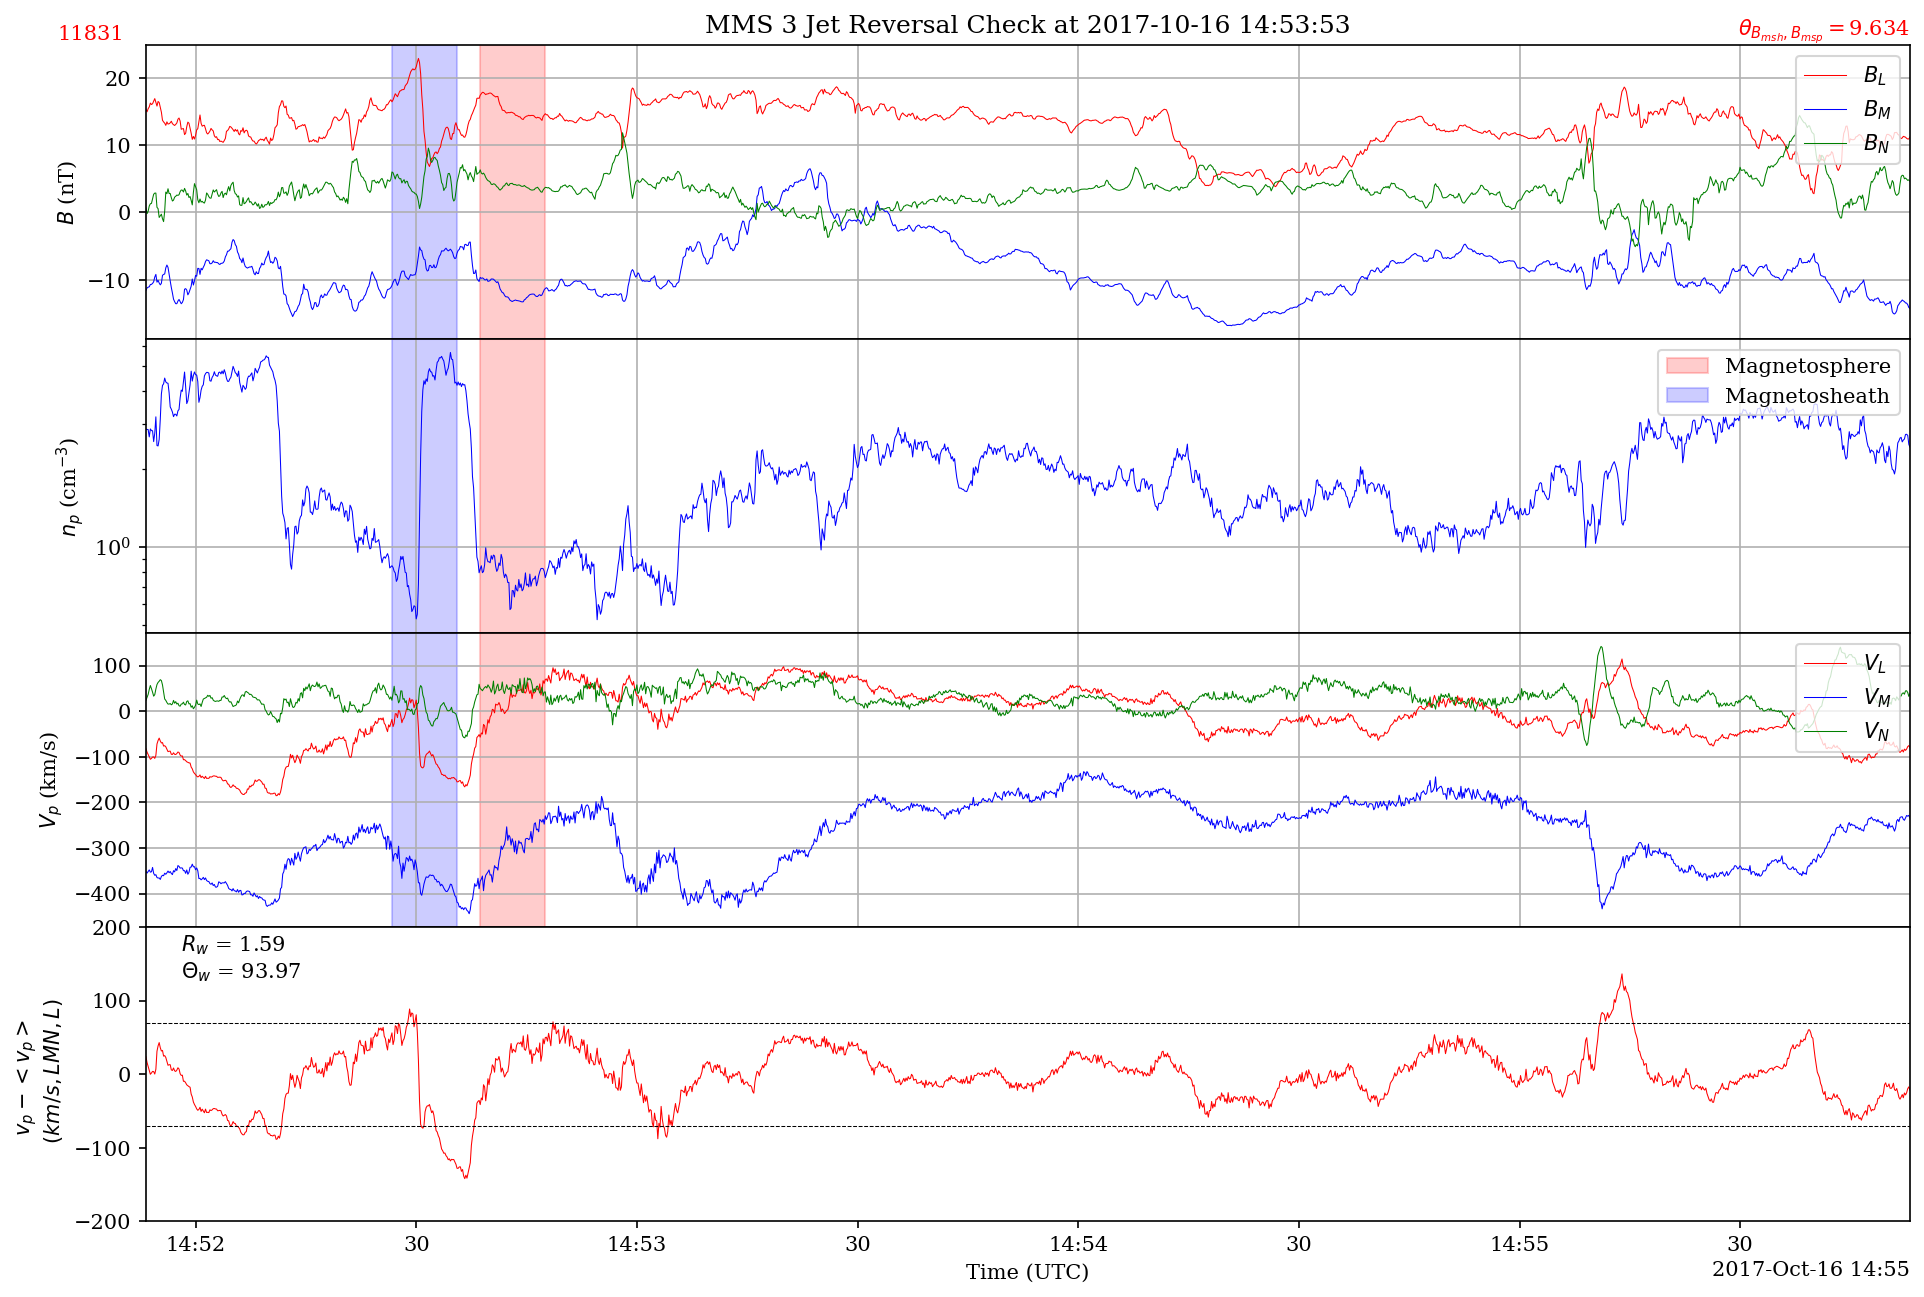 11831
MMS 3 Jet Reversal Check at 2017-10-16 14:53:53
θ_{B_{msh}, B_{msp}} = 9.634
B (nT)
20
10
0
−10
B_L
B_M
B_N
n_p (cm^{−3})
10^0
Magnetosphere
Magnetosheath
V_p (km/s)
100
0
−100
−200
−300
−400
V_L
V_M
V_N
v_p − < v_p >
(km/s, LMN, L)
200
100
0
−100
−200
R_w = 1.59
Θ_w = 93.97
14:52 30 14:53 30 14:54 30 14:55 30
Time (UTC)
2017-Oct-16 14:55